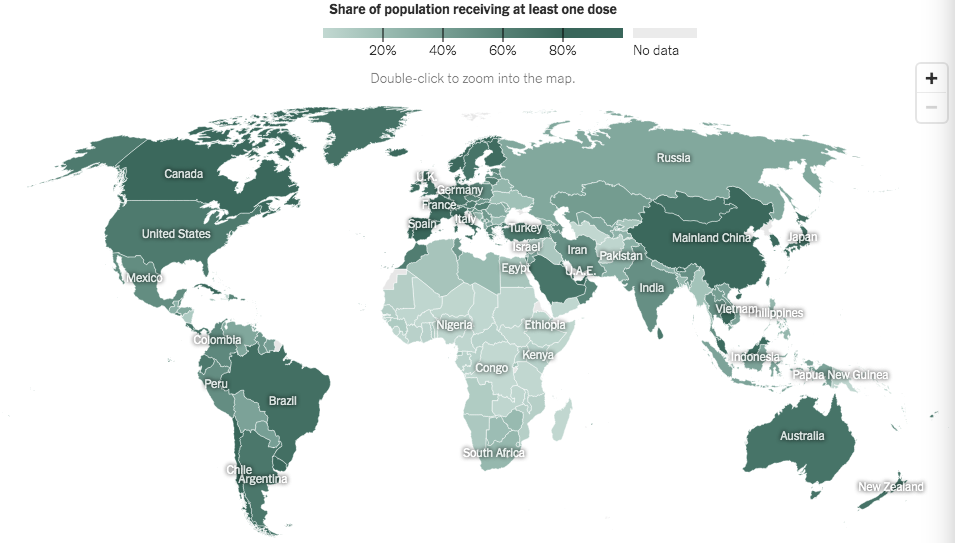 Share of population receiving at least one dose
20% 40% 60% 80% No data
Double-click to zoom into the map.
+
−
Russia
Canada
U.K.
Germany
France
Spain
Italy
Turkey
United States
Mainland China
Japan
Israel
Iran
Pakistan
Egypt
U.A.E.
Mexico
India
Vietnam
Philippines
Nigeria
Ethiopia
Colombia
Kenya
Indonesia
Congo
Papua New Guinea
Peru
Brazil
Australia
South Africa
Chile
Argentina
New Zealand